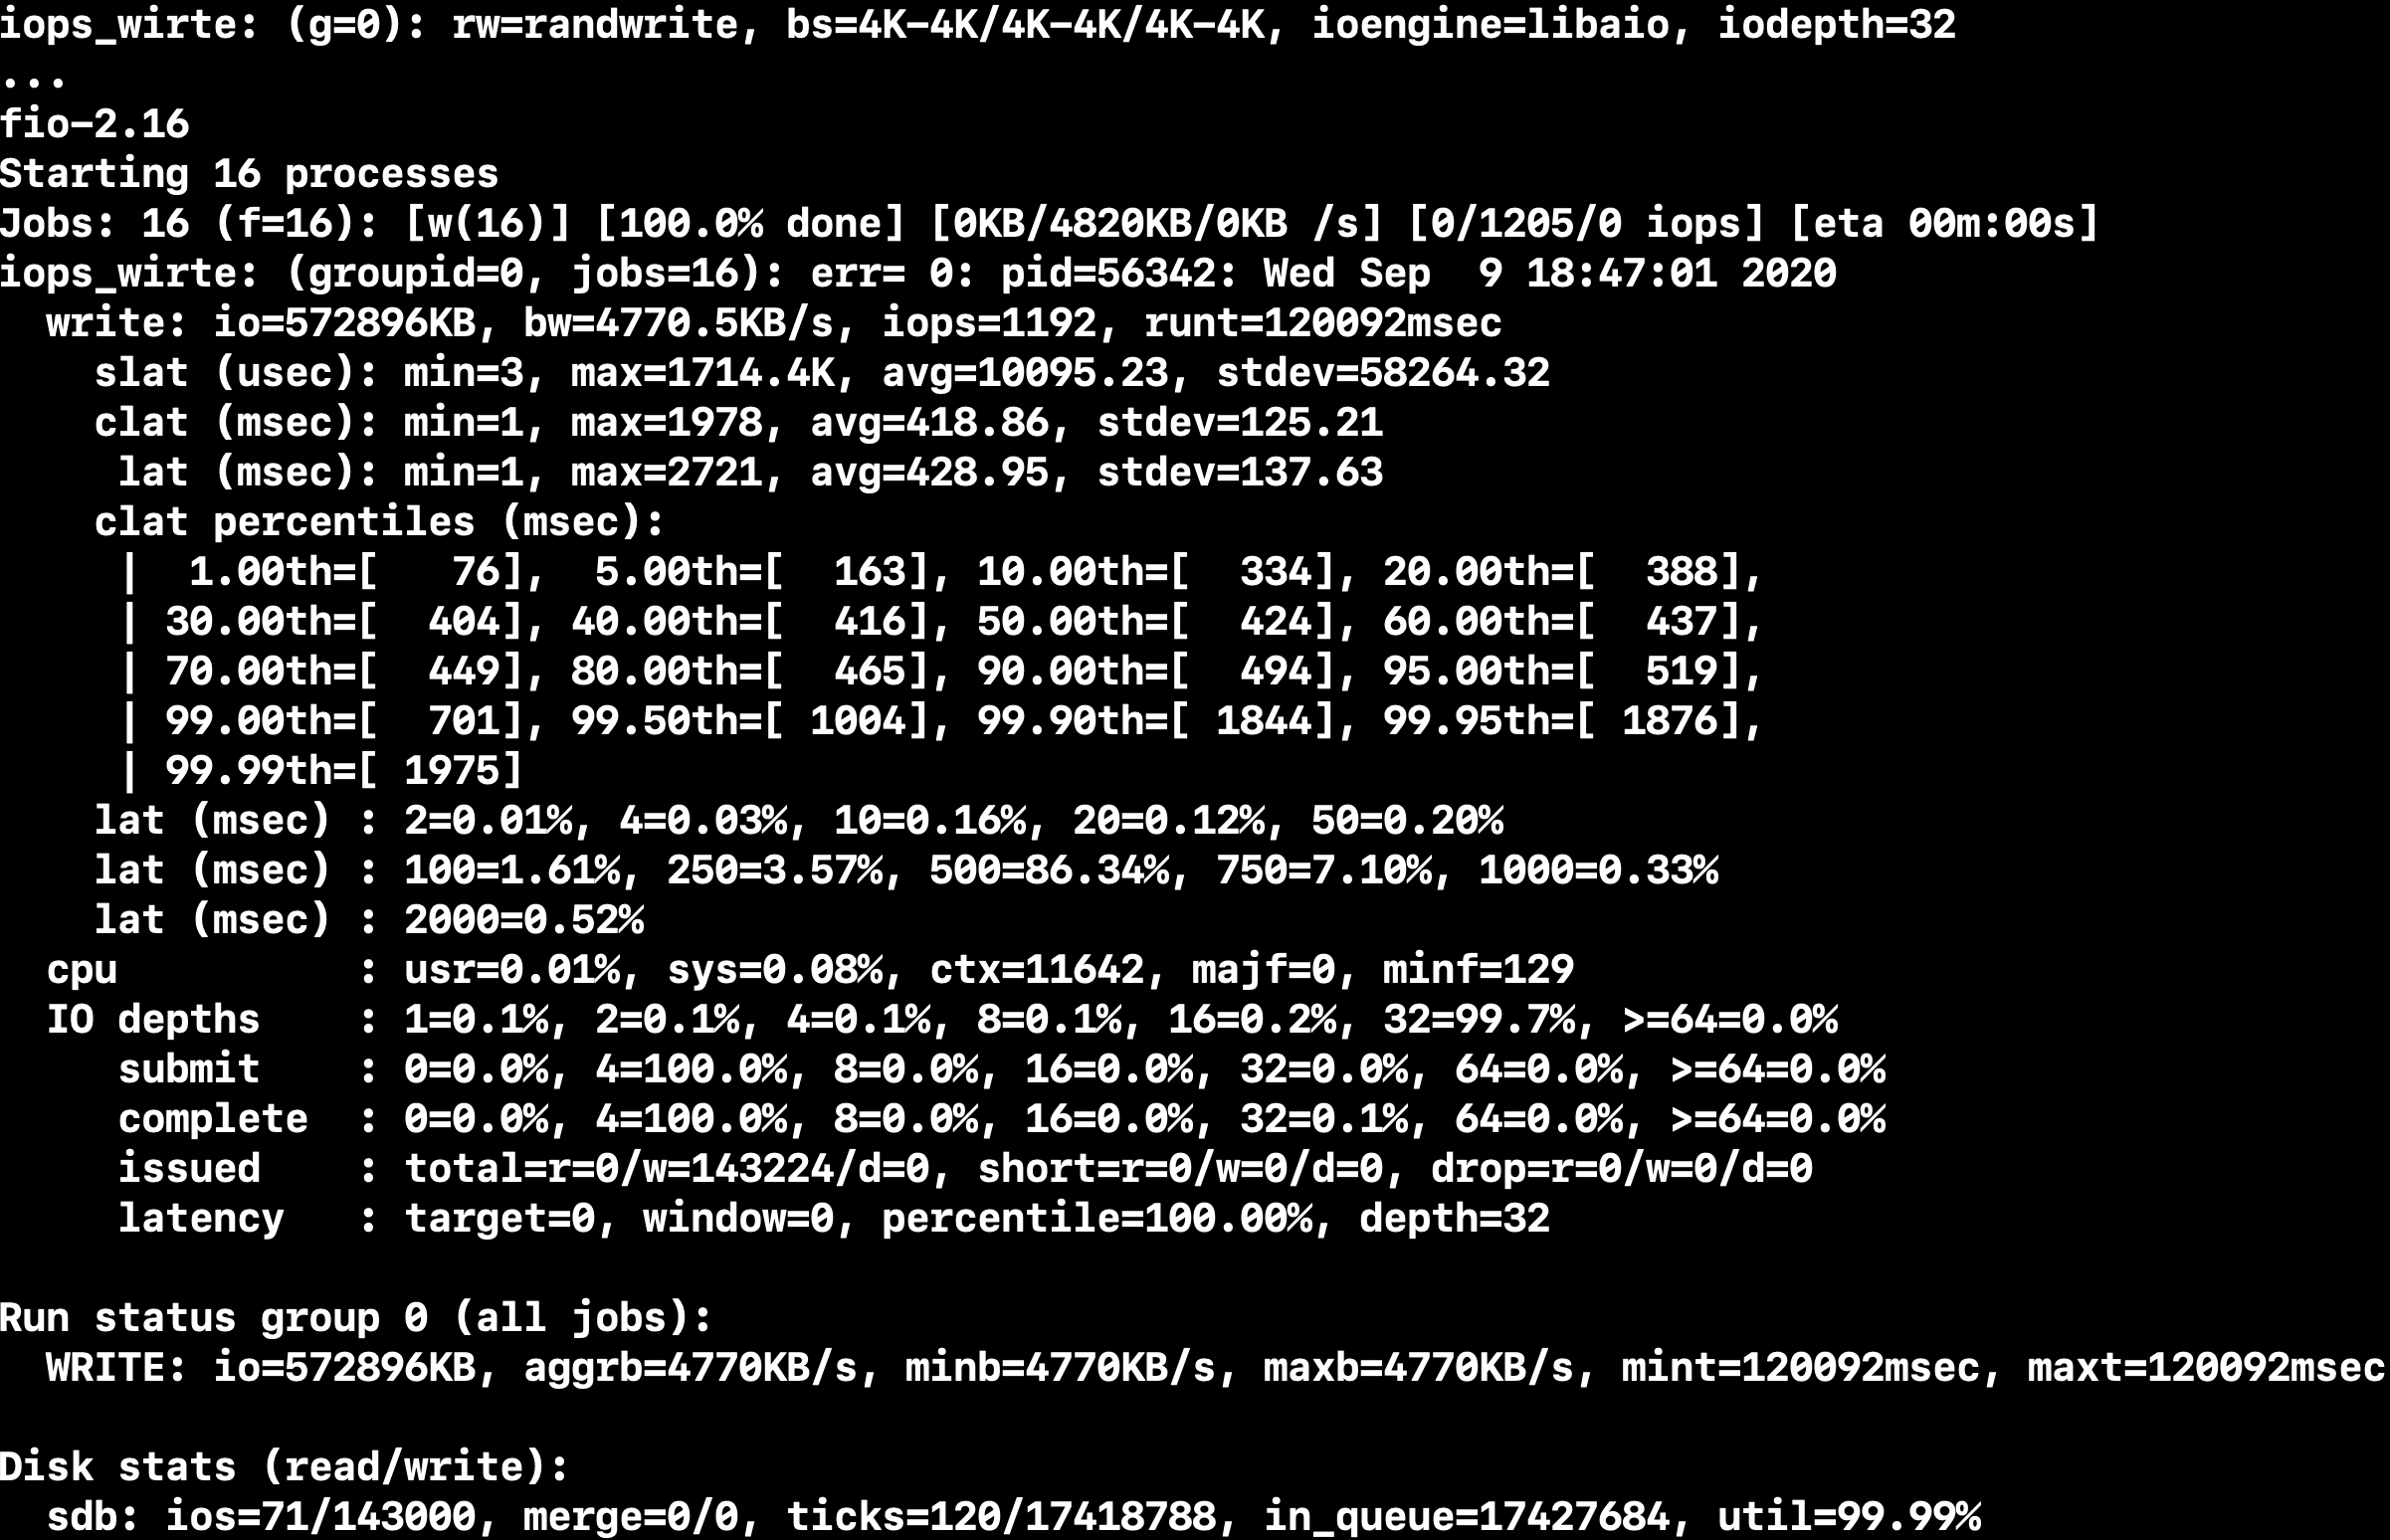 iops_wirte: (g=0): rw=randwrite, bs=4K-4K/4K-4K/4K-4K, ioengine=libaio, iodepth=32
...
fio-2.16
Starting 16 processes
Jobs: 16 (f=16): [w(16)] [100.0% done] [0KB/4820KB/0KB /s] [0/1205/0 iops] [eta 00m:00s]
iops_wirte: (groupid=0, jobs=16): err= 0: pid=56342: Wed Sep  9 18:47:01 2020
  write: io=572896KB, bw=4770.5KB/s, iops=1192, runt=120092msec
    slat (usec): min=3, max=1714.4K, avg=10095.23, stdev=58264.32
    clat (msec): min=1, max=1978, avg=418.86, stdev=125.21
     lat (msec): min=1, max=2721, avg=428.95, stdev=137.63
    clat percentiles (msec):
     |  1.00th=[   76],  5.00th=[  163], 10.00th=[  334], 20.00th=[  388],
     | 30.00th=[  404], 40.00th=[  416], 50.00th=[  424], 60.00th=[  437],
     | 70.00th=[  449], 80.00th=[  465], 90.00th=[  494], 95.00th=[  519],
     | 99.00th=[  701], 99.50th=[ 1004], 99.90th=[ 1844], 99.95th=[ 1876],
     | 99.99th=[ 1975]
    lat (msec) : 2=0.01%, 4=0.03%, 10=0.16%, 20=0.12%, 50=0.20%
    lat (msec) : 100=1.61%, 250=3.57%, 500=86.34%, 750=7.10%, 1000=0.33%
    lat (msec) : 2000=0.52%
  cpu          : usr=0.01%, sys=0.08%, ctx=11642, majf=0, minf=129
  IO depths    : 1=0.1%, 2=0.1%, 4=0.1%, 8=0.1%, 16=0.2%, 32=99.7%, >=64=0.0%
     submit    : 0=0.0%, 4=100.0%, 8=0.0%, 16=0.0%, 32=0.0%, 64=0.0%, >=64=0.0%
     complete  : 0=0.0%, 4=100.0%, 8=0.0%, 16=0.0%, 32=0.1%, 64=0.0%, >=64=0.0%
     issued    : total=r=0/w=143224/d=0, short=r=0/w=0/d=0, drop=r=0/w=0/d=0
     latency   : target=0, window=0, percentile=100.00%, depth=32

Run status group 0 (all jobs):
  WRITE: io=572896KB, aggrb=4770KB/s, minb=4770KB/s, maxb=4770KB/s, mint=120092msec, maxt=120092msec

Disk stats (read/write):
  sdb: ios=71/143000, merge=0/0, ticks=120/17418788, in_queue=17427684, util=99.99%